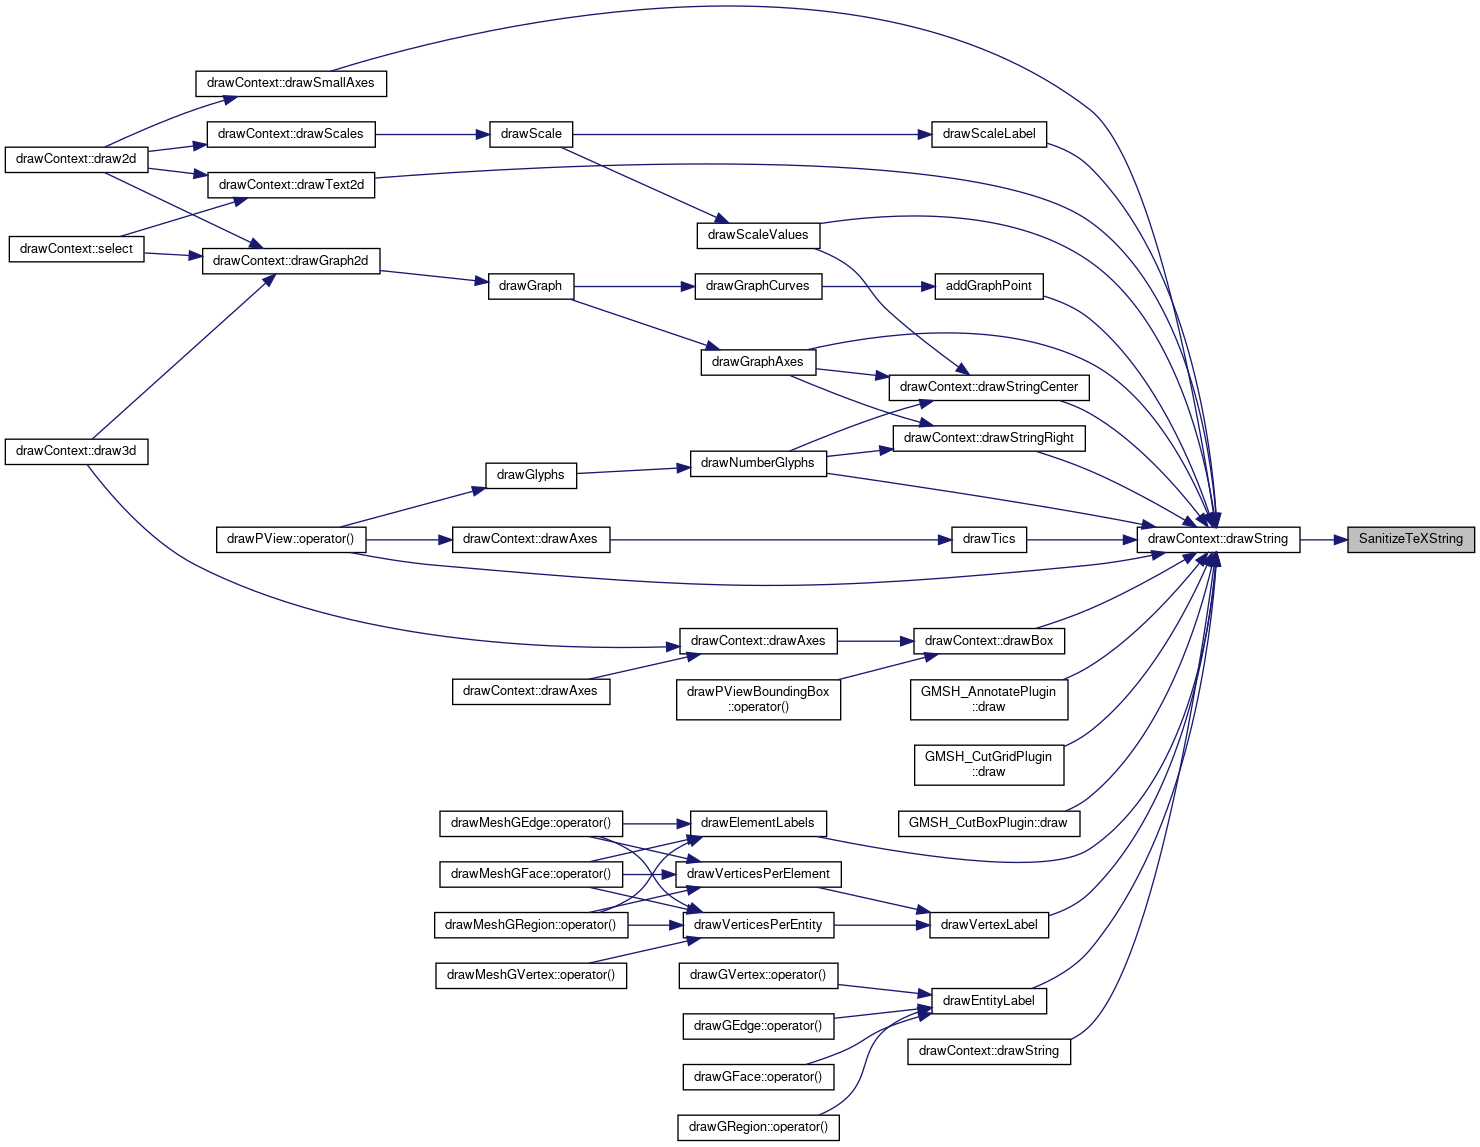 drawContext::drawSmallAxes
drawContext::drawScales
drawScale
drawScaleLabel
drawContext::draw2d
drawContext::drawText2d
drawScaleValues
drawContext::select
drawContext::drawGraph2d
drawGraph
drawGraphCurves
addGraphPoint
drawGraphAxes
drawContext::drawStringCenter
drawContext::drawStringRight
drawContext::draw3d
drawGlyphs
drawNumberGlyphs
drawPView::operator()
drawContext::drawAxes
drawTics
drawContext::drawString
SanitizeTeXString
drawContext::drawAxes
drawContext::drawBox
drawContext::drawAxes
drawPViewBoundingBox
::operator()
GMSH_AnnotatePlugin
::draw
GMSH_CutGridPlugin
::draw
drawMeshGEdge::operator()
drawElementLabels
GMSH_CutBoxPlugin::draw
drawMeshGFace::operator()
drawVerticesPerElement
drawMeshGRegion::operator()
drawVerticesPerEntity
drawVertexLabel
drawMeshGVertex::operator()
drawGVertex::operator()
drawEntityLabel
drawGEdge::operator()
drawContext::drawString
drawGFace::operator()
drawGRegion::operator()